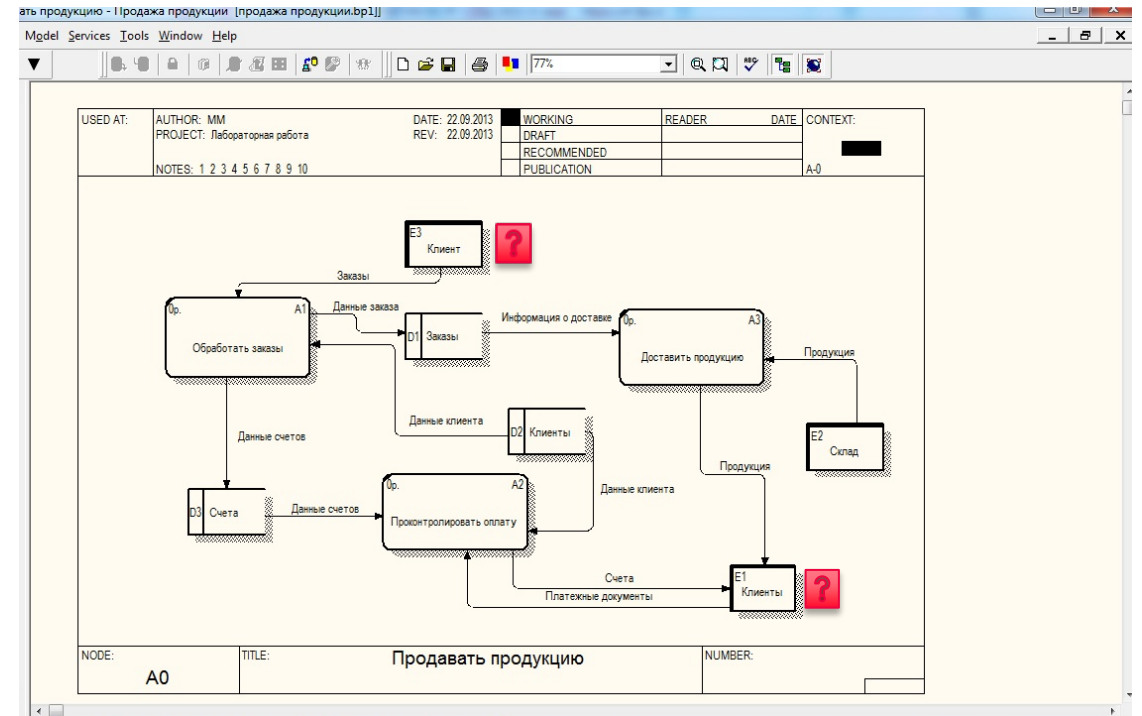 ать продукцию - Продажа продукции [продажа продукции.bp1]]
Model Services Tools Window Help
77%
USED AT:
AUTHOR: MM
DATE: 22.09.2013
WORKING
READER
DATE
CONTEXT:
PROJECT: Лабораторная работа
REV: 22.09.2013
DRAFT
RECOMMENDED
NOTES: 1 2 3 4 5 6 7 8 9 10
PUBLICATION
A-0
E3
Клиент
?
Заказы
0р.
A1
Обработать заказы
Данные заказа
D1
Заказы
Информация о доставке
0р.
A3
Доставить продукцию
Продукция
Данные клиента
D2
Клиенты
E2
Склад
Данные счетов
Продукция
0р.
A2
Проконтролировать оплату
Данные клиента
D3
Счета
Данные счетов
Счета
Платежные документы
E1
Клиенты
?
NODE:
A0
TITLE:
Продавать продукцию
NUMBER: